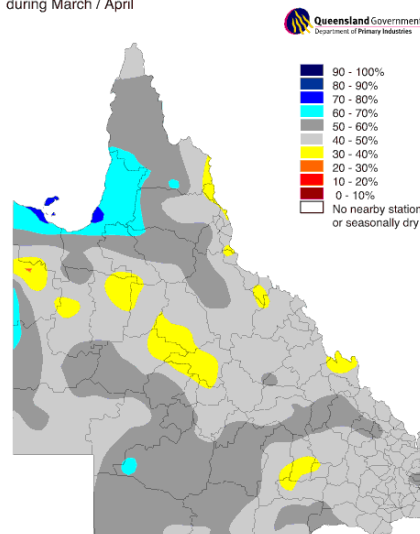 during March / April
Queensland Government
Department of Primary Industries
90 - 100%
80 - 90%
70 - 80%
60 - 70%
50 - 60%
40 - 50%
30 - 40%
20 - 30%
10 - 20%
0 - 10%
No nearby station
or seasonally dry